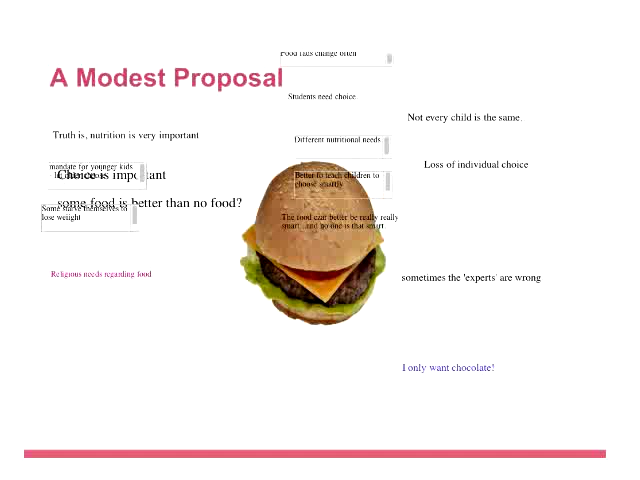 Food fads change often
A Modest Proposal
Students need choice
Not every child is the same.
Truth is, nutrition is very important
Different nutritional needs
Loss of individual choice
mandate for younger kids
Choice is important
Better to teach children to
choose smartly
some food is better than no food?
Some starve themselves to
lose weight
The food czar better be really really
smart...and no one is that smart.
Religious needs regarding food
sometimes the 'experts' are wrong
I only want chocolate!